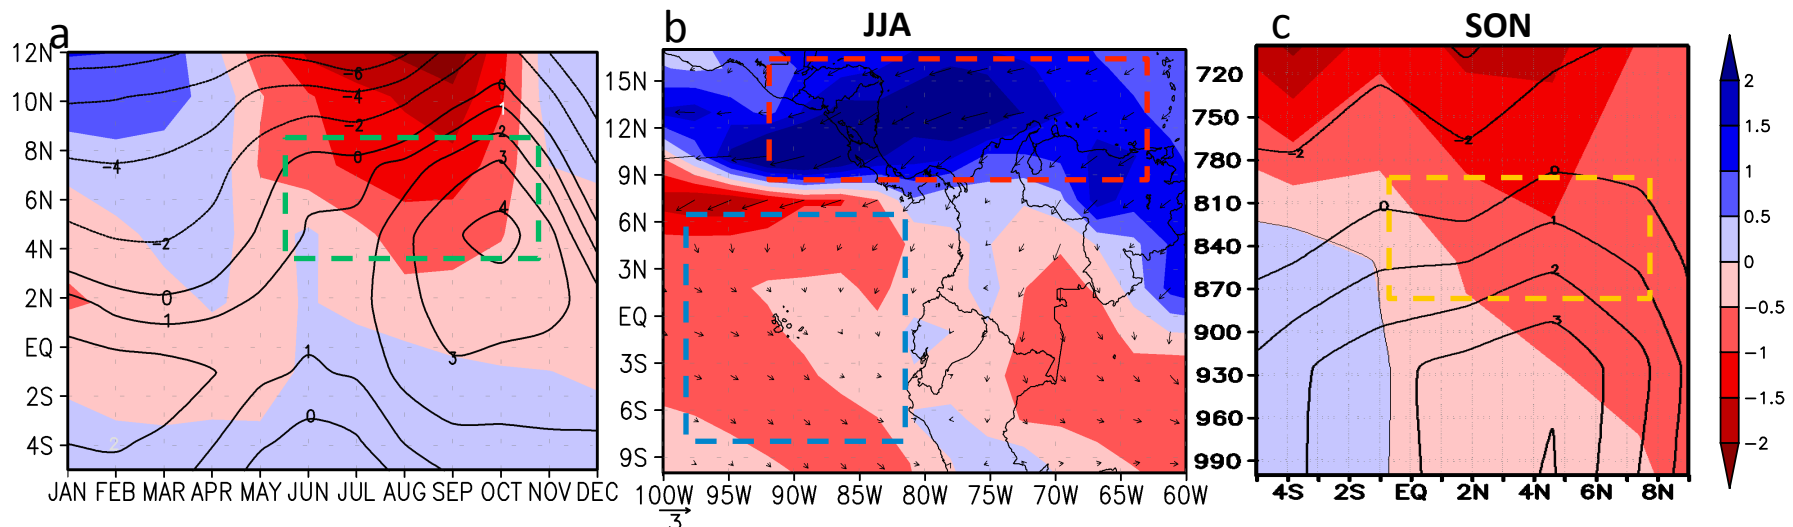 a
12N
10N
8N
6N
4N
2N
EQ
2S
4S
-6
-4
-2
0
0
1
2
3
4
-4
-2
0
1
3
1
0
2
JAN FEB MAR APR MAY JUN JUL AUG SEP OCT NOV DEC
b JJA
15N
12N
9N
6N
3N
EQ
3S
6S
9S
100W 95W 90W 85W 80W 75W 70W 65W 60W
3
c SON
720
750
780
810
840
870
900
930
960
990
-2
-2
0
0
1
2
3
4S 2S EQ 2N 4N 6N 8N
2
1.5
1
0.5
0
-0.5
-1
-1.5
-2